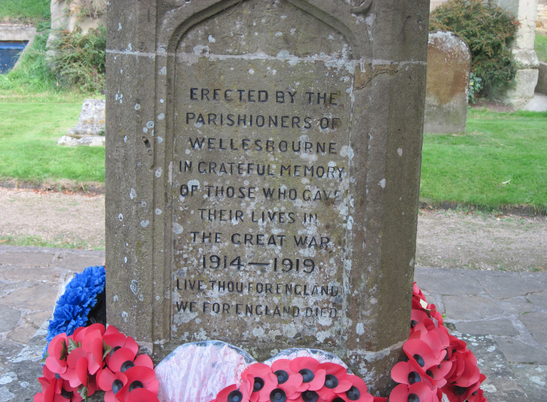 ERECTED BY THE
PARISHIONERS OF
WELLESBOURNE
IN GRATEFUL MEMORY
OF THOSE WHO GAVE
THEIR LIVES IN
THE GREAT WAR
1914—1919
LIVE THOU FOR ENGLAND
WE FOR ENGLAND DIED